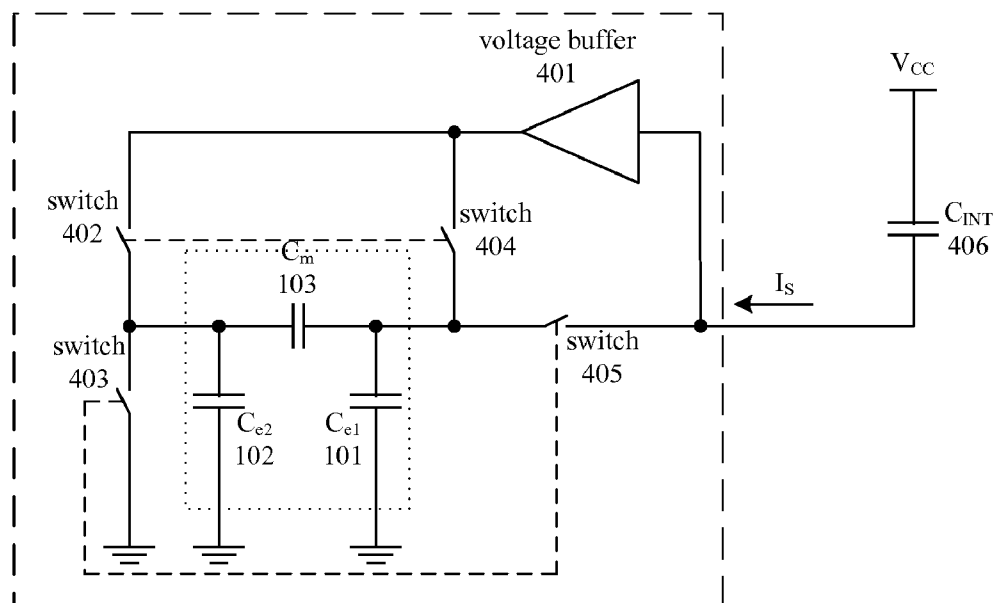 voltage buffer
401
V_CC
switch
402
switch
404
C_INT
406
C_m
103
I_S
switch
403
switch
405
C_e2
102
C_e1
101